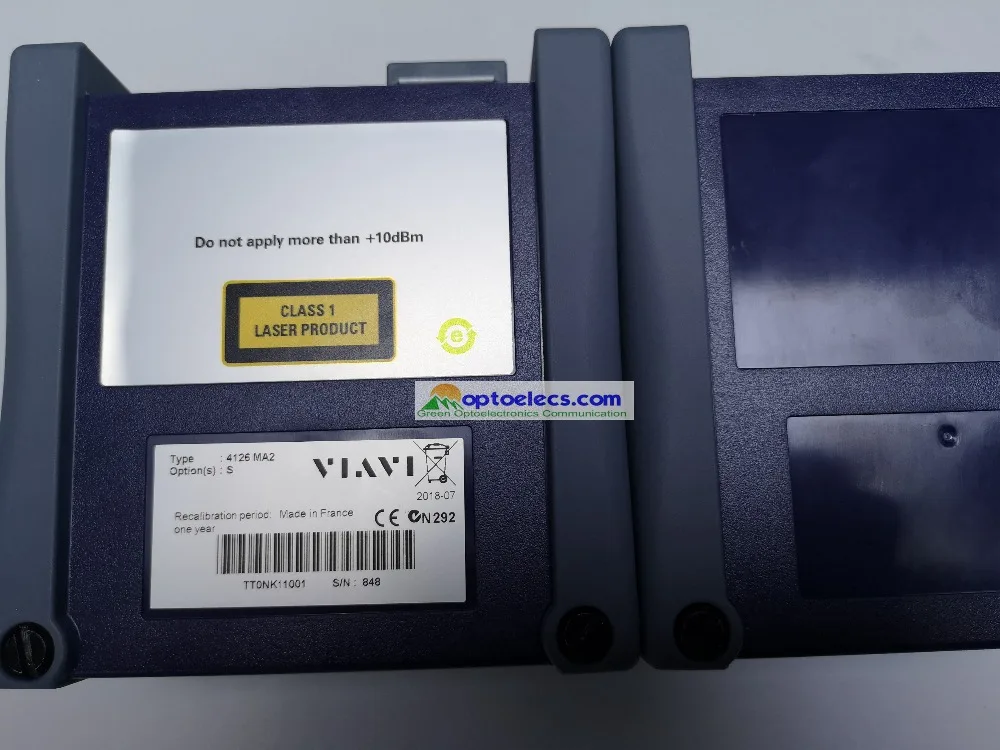 Do not apply more than +10dBm
CLASS 1
LASER PRODUCT
e
optoelecs.com
Green Optoelectronics Communication
Type : 4126 MA2
Option(s) : S
VIAVI
2018-07
Recalibration period: Made in France
one year
CE N292
TT0NK11001 S/N : 848